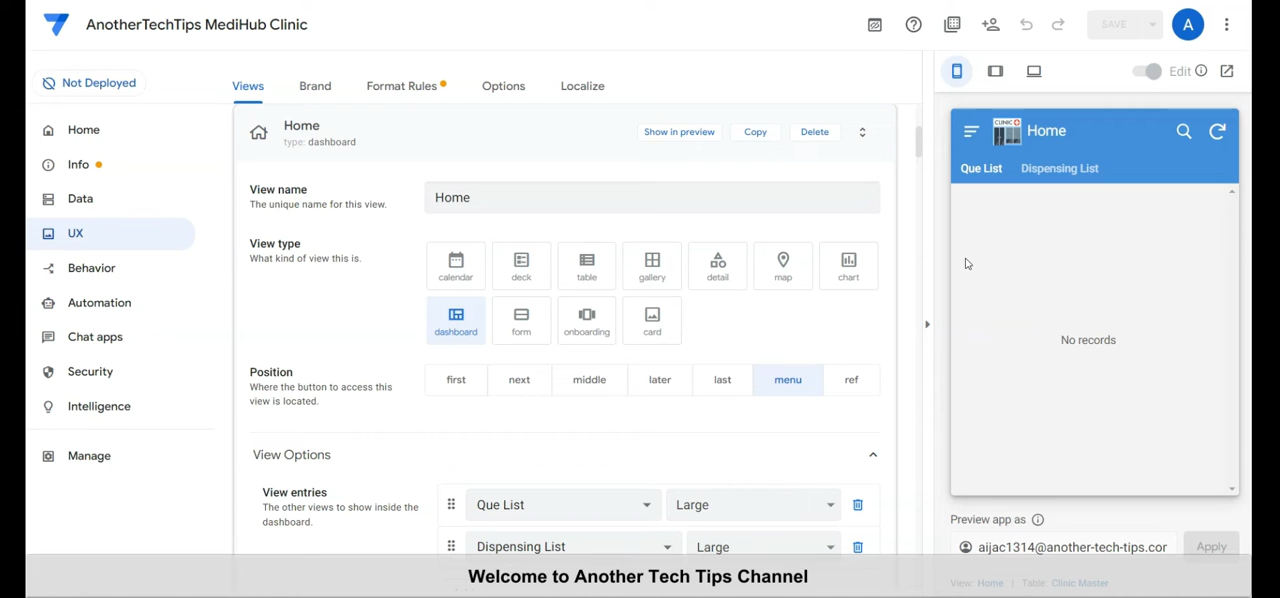 AnotherTechTips MediHub Clinic
SAVE
A
Not Deployed
Views
Brand
Format Rules
Options
Localize
Edit
Home
Info
Data
UX
Behavior
Automation
Chat apps
Security
Intelligence
Manage
Home
type: dashboard
Show in preview
Copy
Delete
View name
The unique name for this view.
Home
View type
What kind of view this is.
calendar
deck
table
gallery
detail
map
chart
dashboard
form
onboarding
card
Position
Where the button to access this
view is located.
first
next
middle
later
last
menu
ref
View Options
View entries
The other views to show inside the
dashboard.
Que List
Large
Dispensing List
Large
CLINIC
Home
Que List
Dispensing List
No records
Preview app as
aijac1314@another-tech-tips.cor
Apply
View: Home | Table: Clinic Master
Welcome to Another Tech Tips Channel